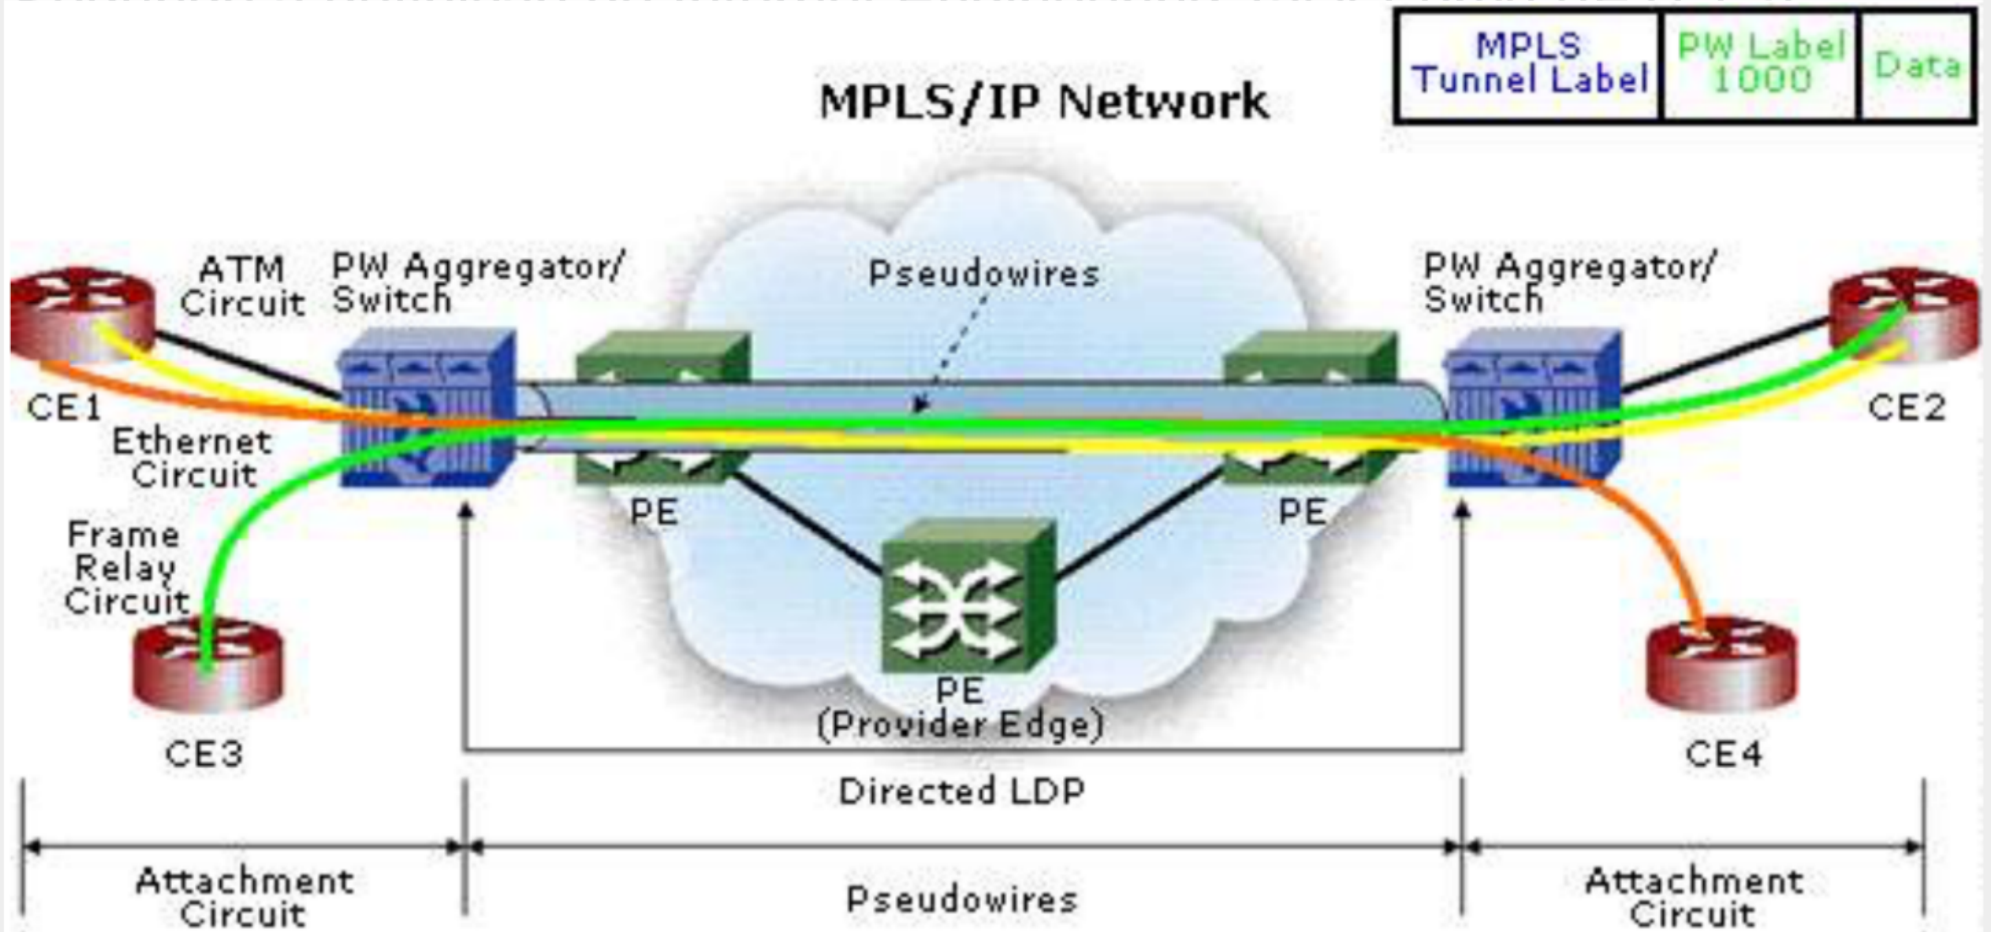 MPLS
Tunnel Label
PW Label
1000
Data
MPLS/IP Network
ATM
Circuit
PW Aggregator/
Switch
Pseudowires
PW Aggregator/
Switch
CE1
CE2
Ethernet
Circuit
PE
PE
Frame
Relay
Circuit
PE
(Provider Edge)
CE3
CE4
Directed LDP
Attachment
Circuit
Pseudowires
Attachment
Circuit